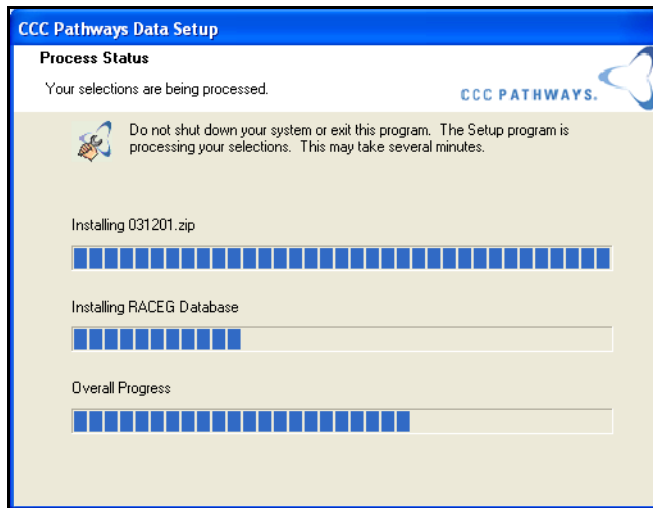 CCC Pathways Data Setup
Process Status
Your selections are being processed.
CCC PATHWAYS.
Do not shut down your system or exit this program. The Setup program is
processing your selections. This may take several minutes.
Installing 031201.zip
Installing RACEG Database
Overall Progress